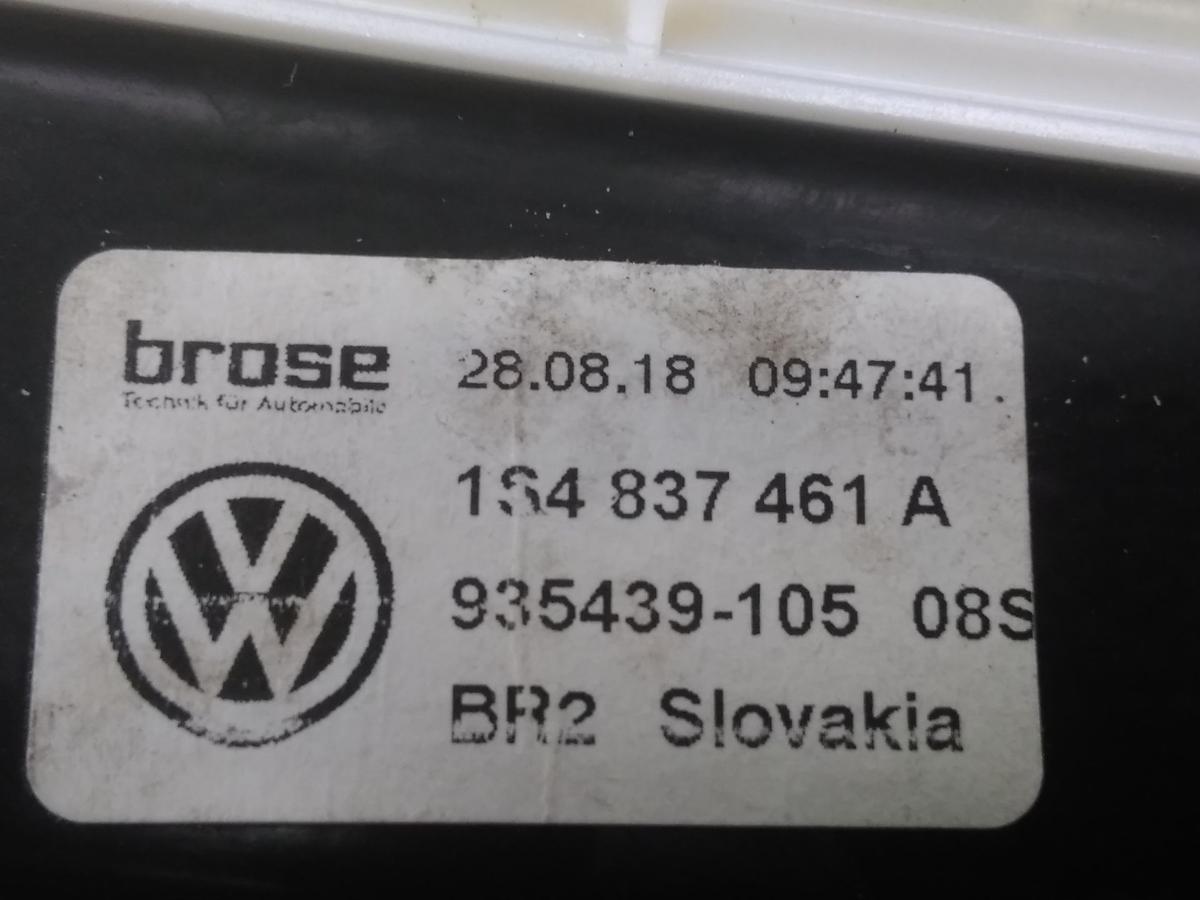 brose 28.08.18 09:47:41.
Technik für Automobile
1S4 837 461 A
935439-105 08S
BR2 Slovakia